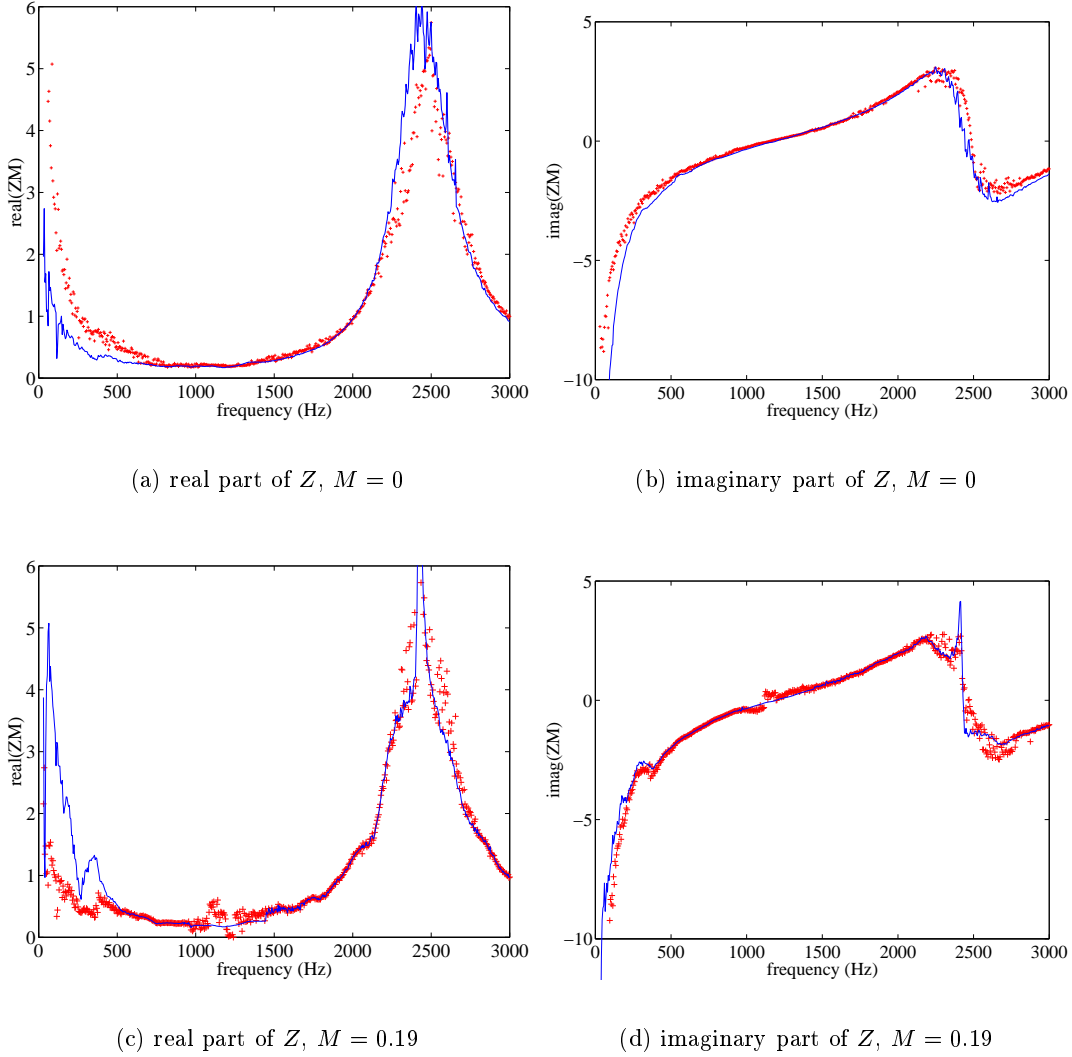 6
5
4
3
2
1
0
real(ZM)
0 500 1000 1500 2000 2500 3000
frequency (Hz)
5
0
−5
−10
imag(ZM)
0 500 1000 1500 2000 2500 3000
frequency (Hz)
(a) real part of Z, M = 0
(b) imaginary part of Z, M = 0
6
5
4
3
2
1
0
real(ZM)
0 500 1000 1500 2000 2500 3000
frequency (Hz)
5
0
−5
−10
imag(ZM)
0 500 1000 1500 2000 2500 3000
frequency (Hz)
(c) real part of Z, M = 0.19
(d) imaginary part of Z, M = 0.19